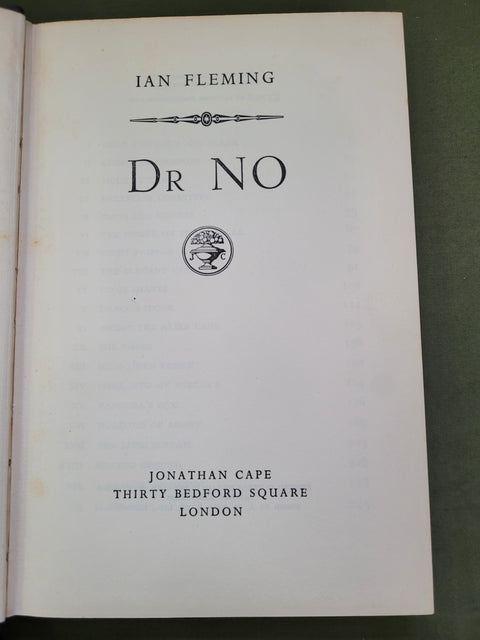 IAN FLEMING
DR NO
J C
JONATHAN CAPE
THIRTY BEDFORD SQUARE
LONDON